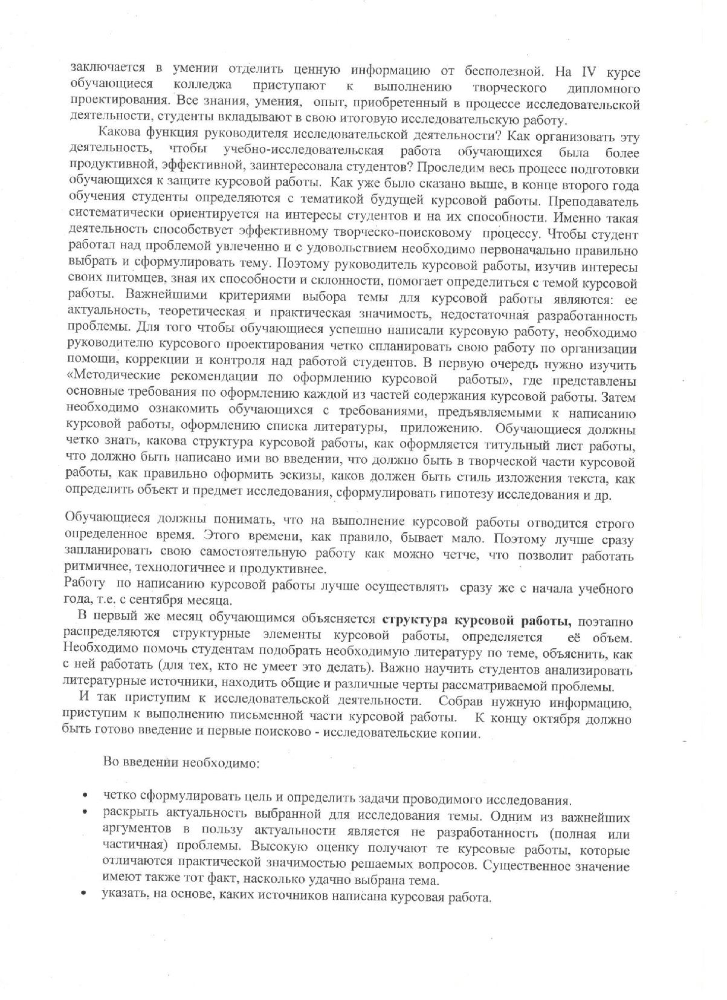 заключается в умении отделить ценную информацию от бесполезной. На IV курсе
обучающиеся колледжа приступают к выполнению творческого дипломного
проектирования. Все знания, умения, опыт, приобретенный в процессе исследовательской
деятельности, студенты вкладывают в свою итоговую исследовательскую работу.
Какова функция руководителя исследовательской деятельности? Как организовать эту
деятельность, чтобы учебно-исследовательская работа обучающихся была более
продуктивной, эффективной, заинтересовала студентов? Проследим весь процесс подготовки
обучающихся к защите курсовой работы. Как уже было сказано выше, в конце второго года
обучения студенты определяются с тематикой будущей курсовой работы. Преподаватель
систематически ориентируется на интересы студентов и на их способности. Именно такая
деятельность способствует эффективному творческо-поисковому процессу. Чтобы студент
работал над проблемой увлеченно и с удовольствием необходимо первоначально правильно
выбрать и сформулировать тему. Поэтому руководитель курсовой работы, изучив интересы
своих питомцев, зная их способности и склонности, помогает определиться с темой курсовой
работы. Важнейшими критериями выбора темы для курсовой работы являются: ее
актуальность, теоретическая и практическая значимость, недостаточная разработанность
проблемы. Для того чтобы обучающиеся успешно написали курсовую работу, необходимо
руководителю курсового проектирования четко спланировать свою работу по организации
помощи, коррекции и контроля над работой студентов. В первую очередь нужно изучить
«Методические рекомендации по оформлению курсовой работы», где представлены
основные требования по оформлению каждой из частей содержания курсовой работы. Затем
необходимо ознакомить обучающихся с требованиями, предъявляемыми к написанию
курсовой работы, оформлению списка литературы, приложению. Обучающиеся должны
четко знать, какова структура курсовой работы, как оформляется титульный лист работы,
что должно быть написано ими во введении, что должно быть в творческой части курсовой
работы, как правильно оформить эскизы, каков должен быть стиль изложения текста, как
определить объект и предмет исследования, сформулировать гипотезу исследования и др.
Обучающиеся должны понимать, что на выполнение курсовой работы отводится строго
определенное время. Этого времени, как правило, бывает мало. Поэтому лучше сразу
запланировать свою самостоятельную работу как можно четче, что позволит работать
ритмичнее, технологичнее и продуктивнее.
Работу по написанию курсовой работы лучше осуществлять сразу же с начала учебного
года, т.е. с сентября месяца.
В первый же месяц обучающимся объясняется структура курсовой работы, поэтапно
распределяются структурные элементы курсовой работы, определяется её объем.
Необходимо помочь студентам подобрать необходимую литературу по теме, объяснить, как
с ней работать (для тех, кто не умеет это делать). Важно научить студентов анализировать
литературные источники, находить общие и различные черты рассматриваемой проблемы.
И так приступим к исследовательской деятельности. Собрав нужную информацию,
приступим к выполнению письменной части курсовой работы. К концу октября должно
быть готово введение и первые поисково - исследовательские копии.
Во введении необходимо:
• четко сформулировать цель и определить задачи проводимого исследования.
• раскрыть актуальность выбранной для исследования темы. Одним из важнейших
аргументов в пользу актуальности является не разработанность (полная или
частичная) проблемы. Высокую оценку получают те курсовые работы, которые
отличаются практической значимостью решаемых вопросов. Существенное значение
имеют также тот факт, насколько удачно выбрана тема.
• указать, на основе, каких источников написана курсовая работа.